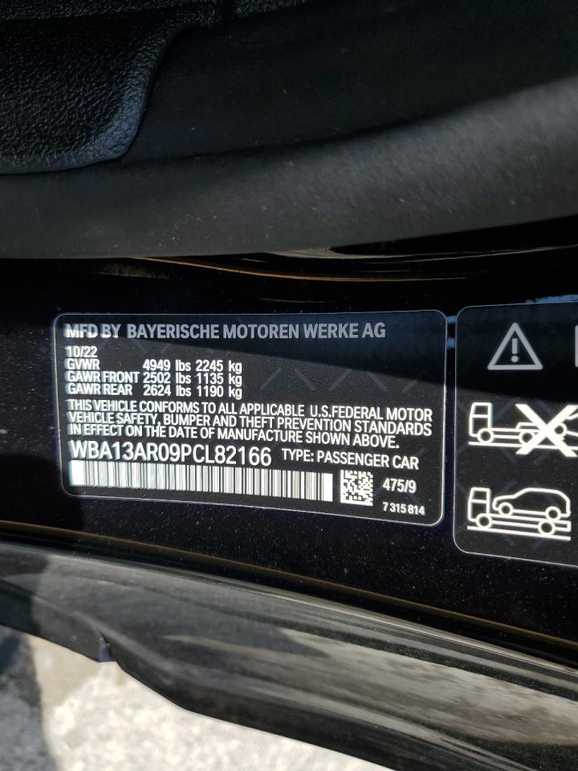 MFD BY BAYERISCHE MOTOREN WERKE AG
10/22
GVWR 4949 lbs 2245 kg
GAWR FRONT 2502 lbs 1135 kg
GAWR REAR 2624 lbs 1190 kg
THIS VEHICLE CONFORMS TO ALL APPLICABLE U.S.FEDERAL MOTOR
VEHICLE SAFETY, BUMPER AND THEFT PREVENTION STANDARDS
IN EFFECT ON DATE OF MANUFACTURE SHOWN ABOVE.
WBA13AR09PCL82166 TYPE: PASSENGER CAR
475/9
7 315 814